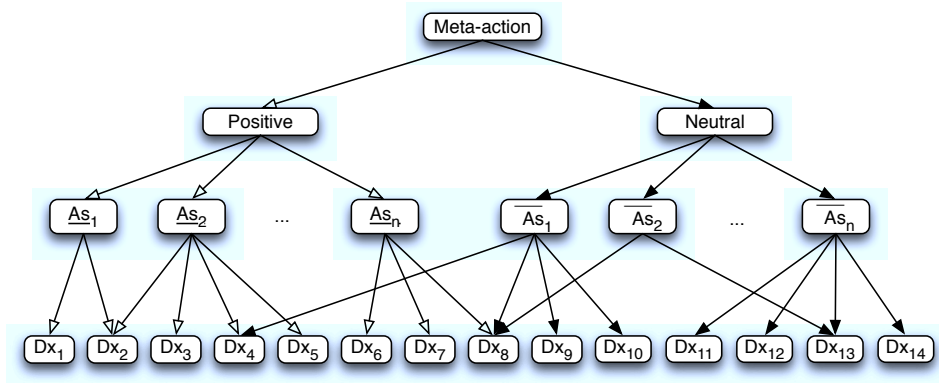 Meta-action
Positive Neutral
As1 As2 ... Asn As1 As2 ... Asn
Dx1 Dx2 Dx3 Dx4 Dx5 Dx6 Dx7 Dx8 Dx9 Dx10 Dx11 Dx12 Dx13 Dx14